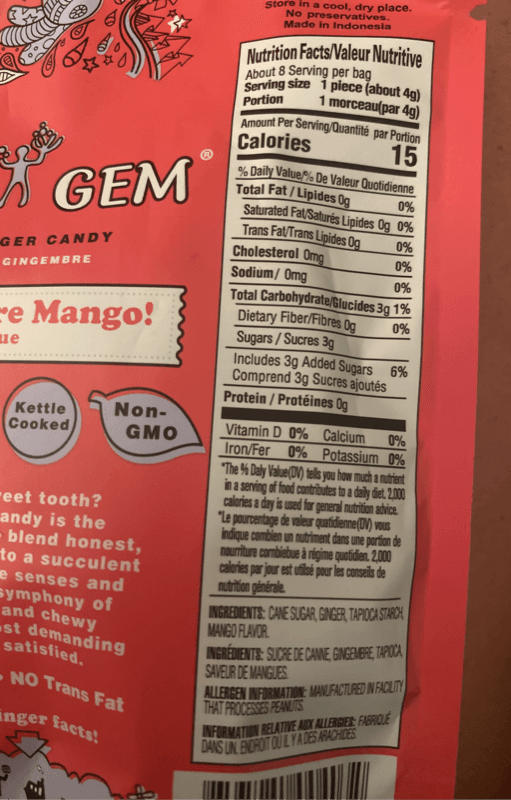 Store in a cool, dry place.
No preservatives.
Made in Indonesia
Nutrition Facts/Valeur Nutritive
About 8 Serving per bag
Serving size 1 piece (about 4g)
Portion 1 morceau(par 4g)
Amount Per Serving/Quantité par Portion
Calories 15
% Daily Value/% De Valeur Quotidienne
Total Fat / Lipides 0g 0%
Saturated Fat/Saturés Lipides 0g 0%
Trans Fat/Trans Lipides 0g 0%
Cholesterol 0mg 0%
Sodium/ 0mg 0%
Total Carbohydrate/Glucides 3g 1%
Dietary Fiber/Fibres 0g 0%
Sugars / Sucres 3g
Includes 3g Added Sugars 6%
Comprend 3g Sucres ajoutés
Protein / Protéines 0g
Vitamin D 0% Calcium 0%
Iron/Fer 0% Potassium 0%
*The % Daly Value(DV) tells you how much a nutrient
in a serving of food contributes to a daily diet. 2,000
calories a day is used for general nutrition advice.
*Le pourcentage de valeur quatidienne(DV) vous
indique combien un nutriment dans une portion de
nourriture combiebue à régime quotidien. 2,000
calories par jour est utilisé pour les conseils de
nutrition générale.
INGREDIENTS: CANE SUGAR, GINGER, TAPIOCA STARCH,
MANGO FLAVOR.
INGRÉDIENTS: SUCRE DE CANNE, GINGEMBRE, TAPIOCA,
SAVEUR DE MANGUES.
ALLERGEN INFORMATION: MANUFACTURED IN FACILITY
THAT PROCESSES PEANUTS.
INFORMATION RELATIVE AUX ALLERGIES: FABRIQUÉ
DANS UN ENDROIT OÙ IL Y A DES ARACHIDES.
GEM ®
GER CANDY
GINGEMBRE
re Mango!
ue
Kettle
Cooked
Non-
GMO
eet tooth?
andy is the
blend honest,
to a succulent
e senses and
symphony of
and chewy
st demanding
satisfied.
NO Trans Fat
inger facts!